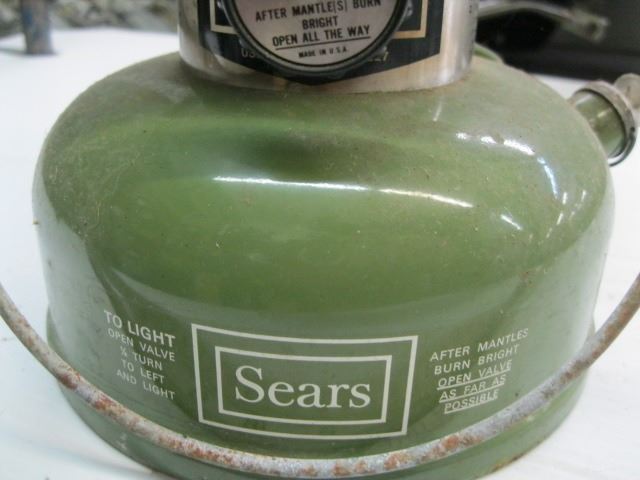 AFTER MANTLE(S) BURN
BRIGHT
OPEN ALL THE WAY
MADE IN U.S.A.
TO LIGHT
OPEN VALVE
¼ TURN
TO LEFT
AND LIGHT
Sears
AFTER MANTLES
BURN BRIGHT
OPEN VALVE
AS FAR AS
POSSIBLE